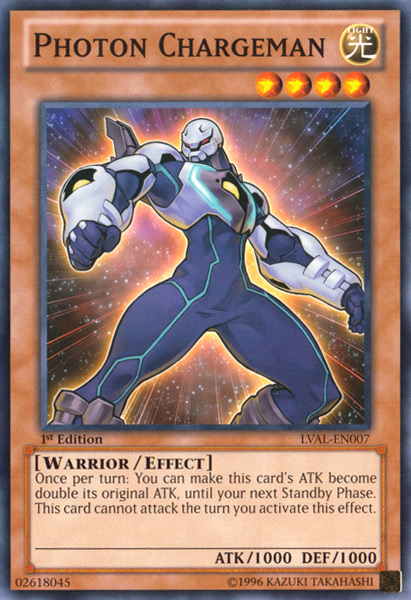 PHOTON CHARGEMAN
LIGHT
光
1st Edition
LVAL-EN007
[WARRIOR/EFFECT]
Once per turn: You can make this card's ATK become
double its original ATK, until your next Standby Phase.
This card cannot attack the turn you activate this effect.
ATK/1000 DEF/1000
02618045
©1996 KAZUKI TAKAHASHI